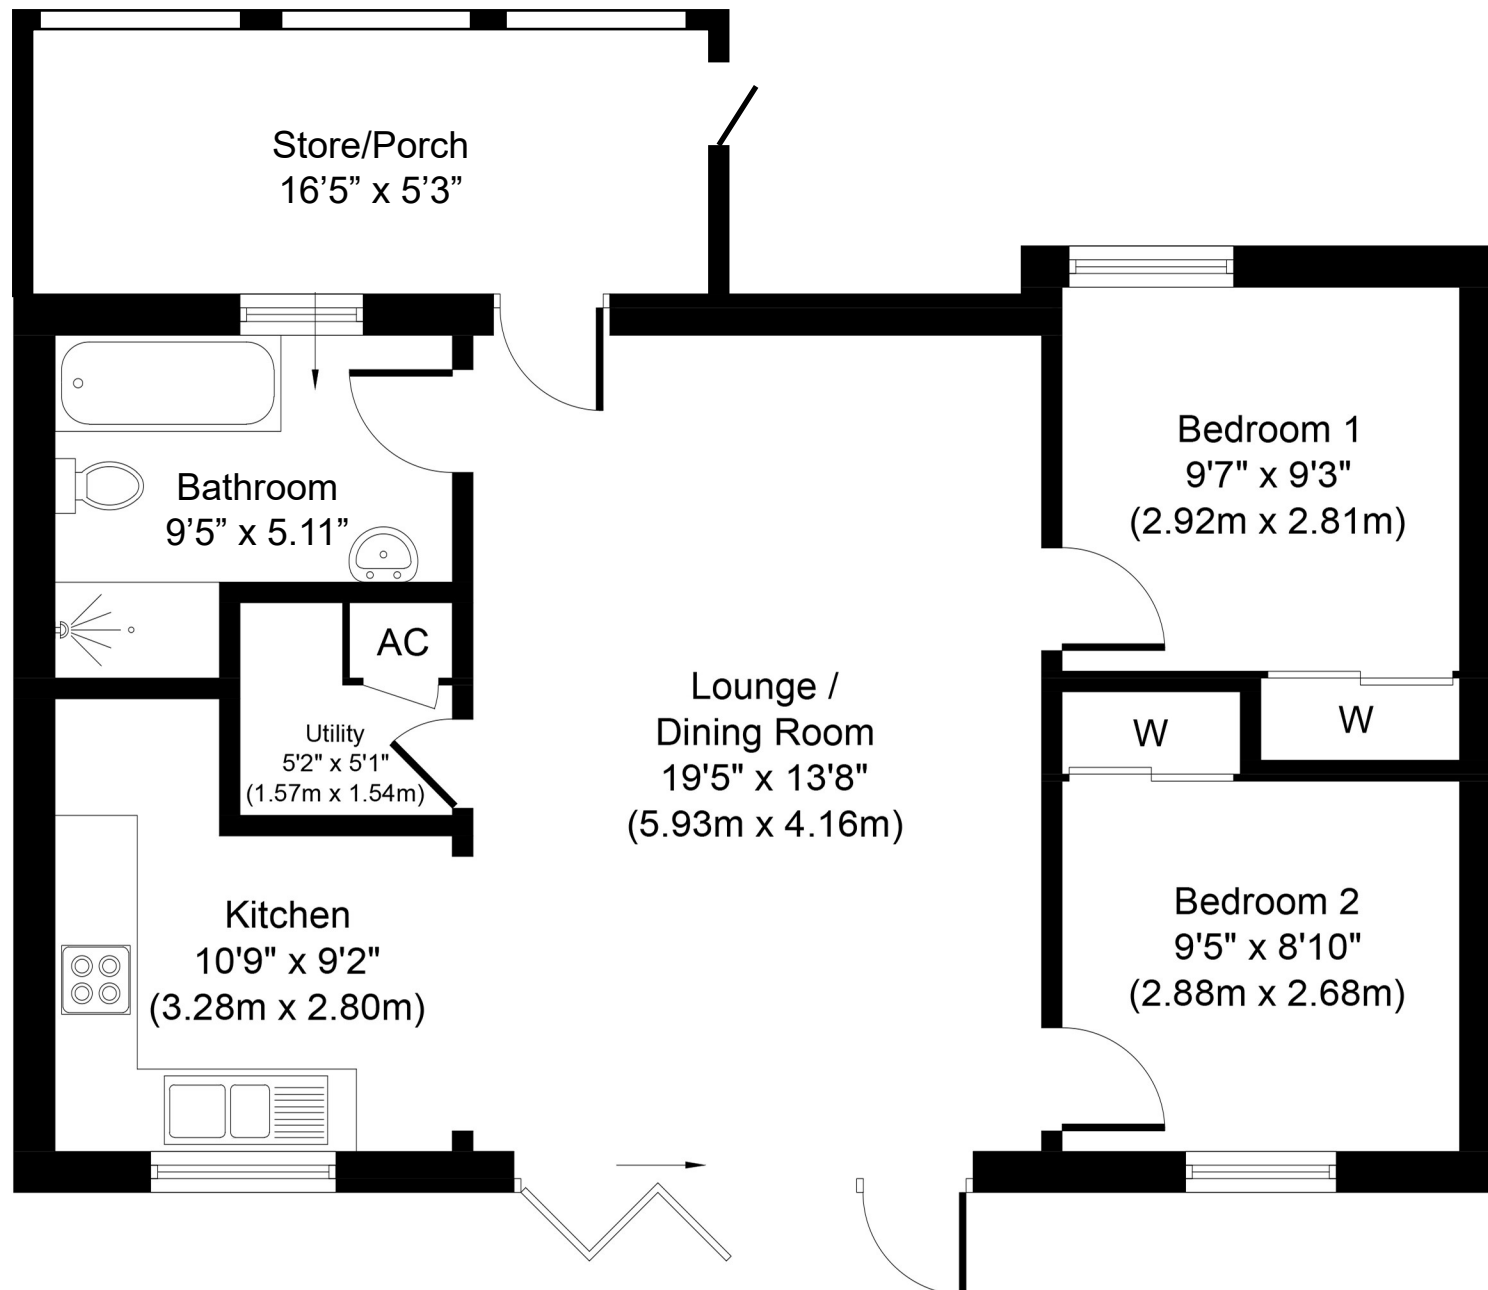 Store/Porch
16’5” x 5’3”
Bedroom 1
9'7" x 9'3"
(2.92m x 2.81m)
Bathroom
9’5” x 5.11”
AC
Utility
5'2" x 5'1"
(1.57m x 1.54m)
Lounge /
Dining Room
19'5" x 13'8"
(5.93m x 4.16m)
W
W
Kitchen
10'9" x 9'2"
(3.28m x 2.80m)
Bedroom 2
9'5" x 8'10"
(2.88m x 2.68m)